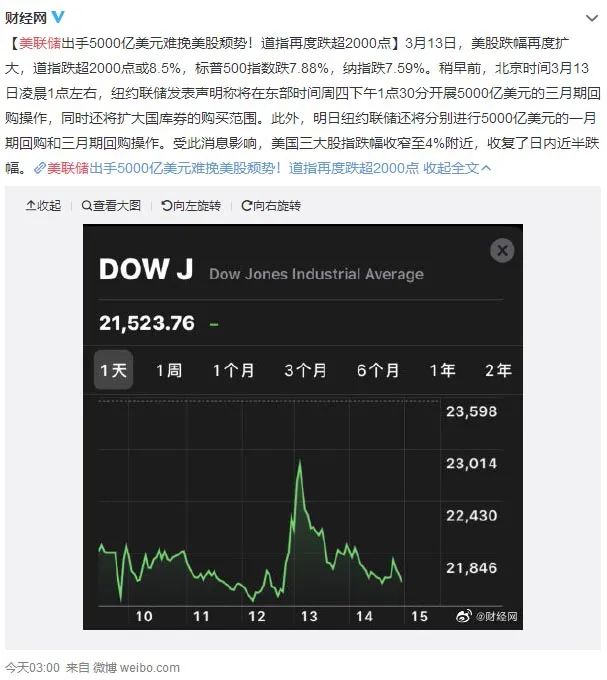 财经网
【美联储出手5000亿美元难挽美股颓势！道指再度跌超2000点】3月13日，美股跌幅再度扩
大，道指跌超2000点或8.5%，标普500指数跌7.88%，纳指跌7.59%。稍早前，北京时间3月13
日凌晨1点左右，纽约联储发表声明称将在东部时间周四下午1点30分开展5000亿美元的三月期回
购操作，同时还将扩大国库券的购买范围。此外，明日纽约联储还将分别进行5000亿美元的一月
期回购和三月期回购操作。受此消息影响，美国三大股指跌幅收窄至4%附近，收复了日内近半跌
幅。美联储出手5000亿美元难挽美股颓势！道指再度跌超2000点 收起全文
收起 查看大图 向左旋转 向右旋转
DOW J Dow Jones Industrial Average
21,523.76 –
1天 1周 1个月 3个月 6个月 1年 2年
23,598
23,014
22,430
21,846
10 11 12 13 14 15
@财经网
今天03:00 来自 微博 weibo.com